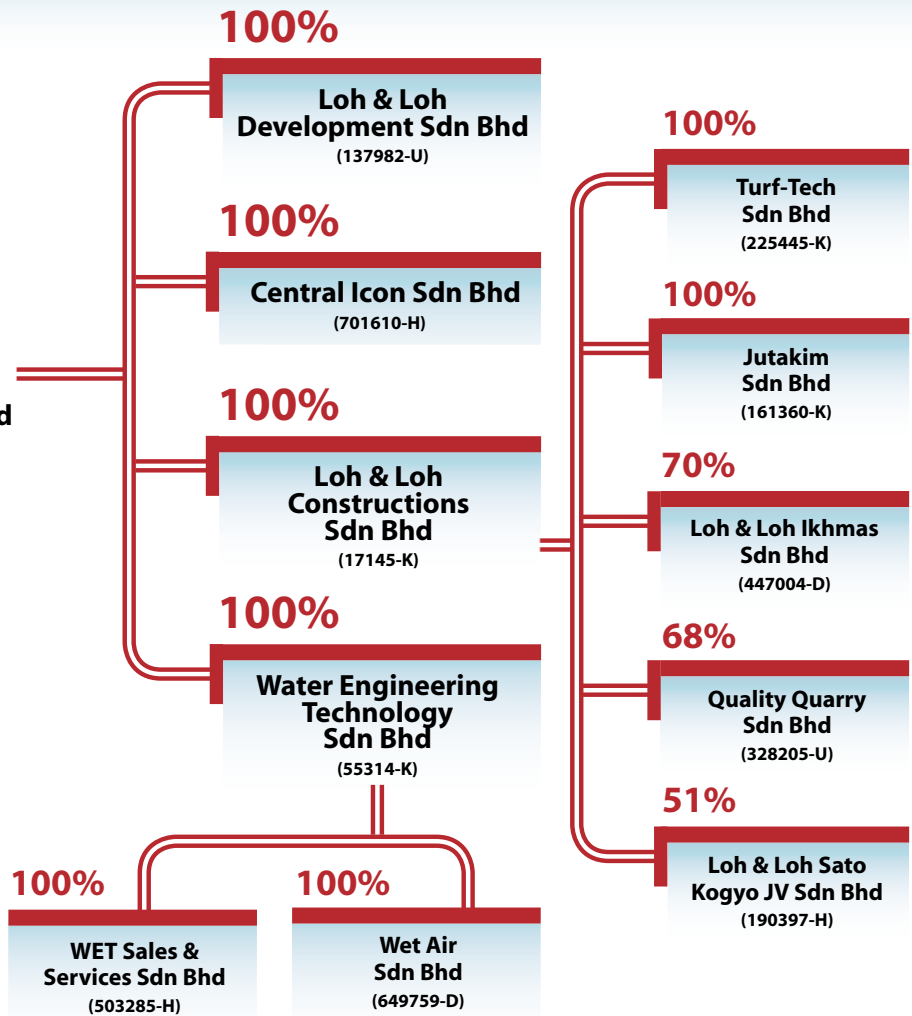 100%
Loh & Loh
Development Sdn Bhd
(137982-U)
100%
Central Icon Sdn Bhd
(701610-H)
d
100%
Loh & Loh
Constructions
Sdn Bhd
(17145-K)
100%
Water Engineering
Technology
Sdn Bhd
(55314-K)
100%
WET Sales &
Services Sdn Bhd
(503285-H)
100%
Wet Air
Sdn Bhd
(649759-D)
100%
Turf-Tech
Sdn Bhd
(225445-K)
100%
Jutakim
Sdn Bhd
(161360-K)
70%
Loh & Loh Ikhmas
Sdn Bhd
(447004-D)
68%
Quality Quarry
Sdn Bhd
(328205-U)
51%
Loh & Loh Sato
Kogyo JV Sdn Bhd
(190397-H)